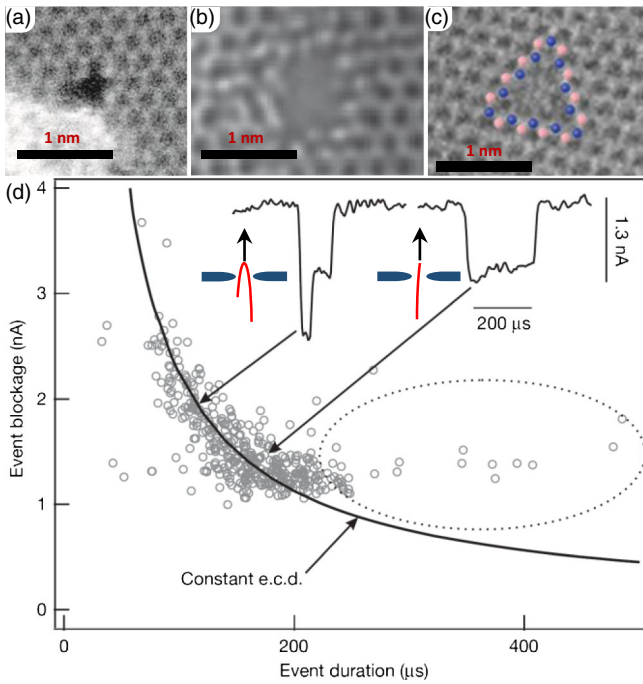 (a)
(b)
(c)
1 nm
1 nm
1 nm
(d)
4
3
2
1
0
Event blockage (nA)
1.3 nA
200 µs
Constant e.c.d.
0
200
400
Event duration (µs)